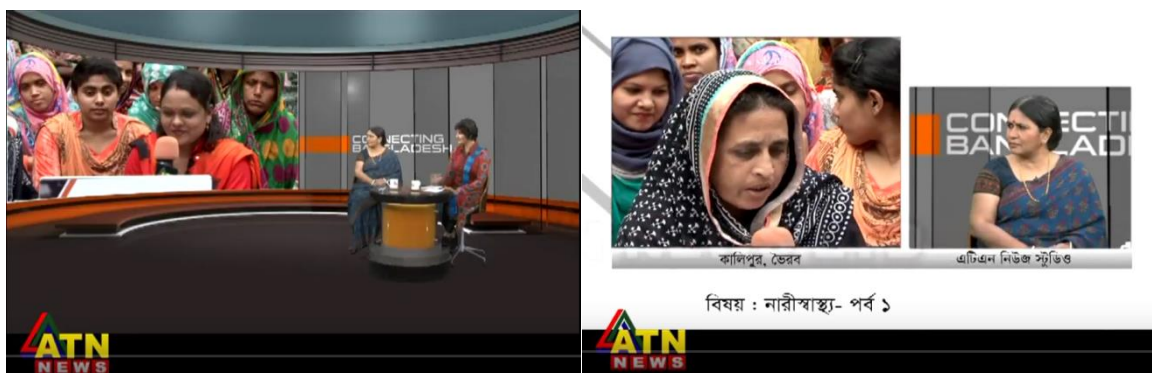 CONNECTING
BANGLADESH
ATN
NEWS
কালিপুর, ভৈরব
এটিএন নিউজ স্টুডিও
বিষয় : নারীস্বাস্থ্য- পর্ব ১
ATN
NEWS